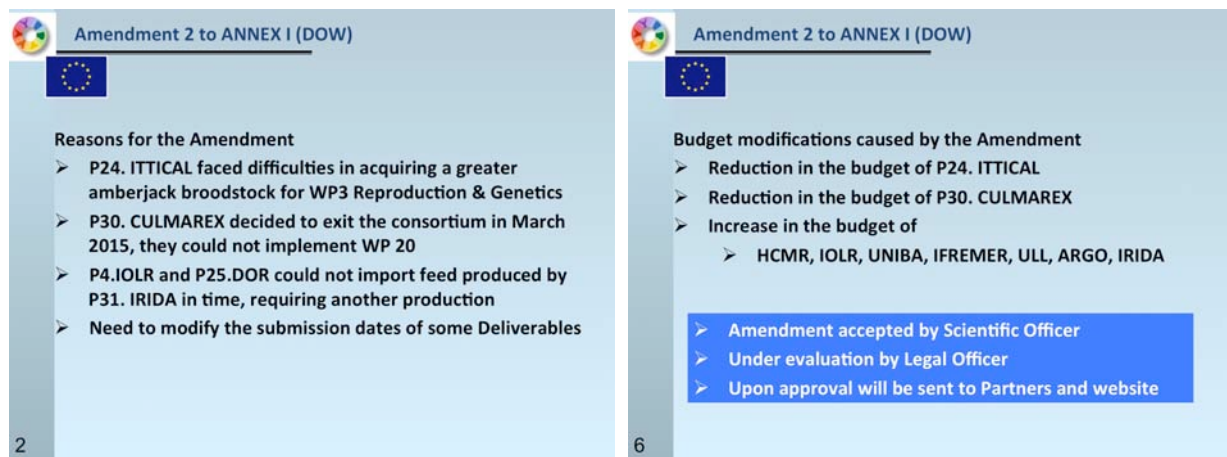 Amendment 2 to ANNEX I (DOW)
Reasons for the Amendment
➢ P24. ITTICAL faced difficulties in acquiring a greater
amberjack broodstock for WP3 Reproduction & Genetics
➢ P30. CULMAREX decided to exit the consortium in March
2015, they could not implement WP 20
➢ P4.IOLR and P25.DOR could not import feed produced by
P31. IRIDA in time, requiring another production
➢ Need to modify the submission dates of some Deliverables
2
Amendment 2 to ANNEX I (DOW)
Budget modifications caused by the Amendment
➢ Reduction in the budget of P24. ITTICAL
➢ Reduction in the budget of P30. CULMAREX
➢ Increase in the budget of
➢ HCMR, IOLR, UNIBA, IFREMER, ULL, ARGO, IRIDA
➢ Amendment accepted by Scientific Officer
➢ Under evaluation by Legal Officer
➢ Upon approval will be sent to Partners and website
6